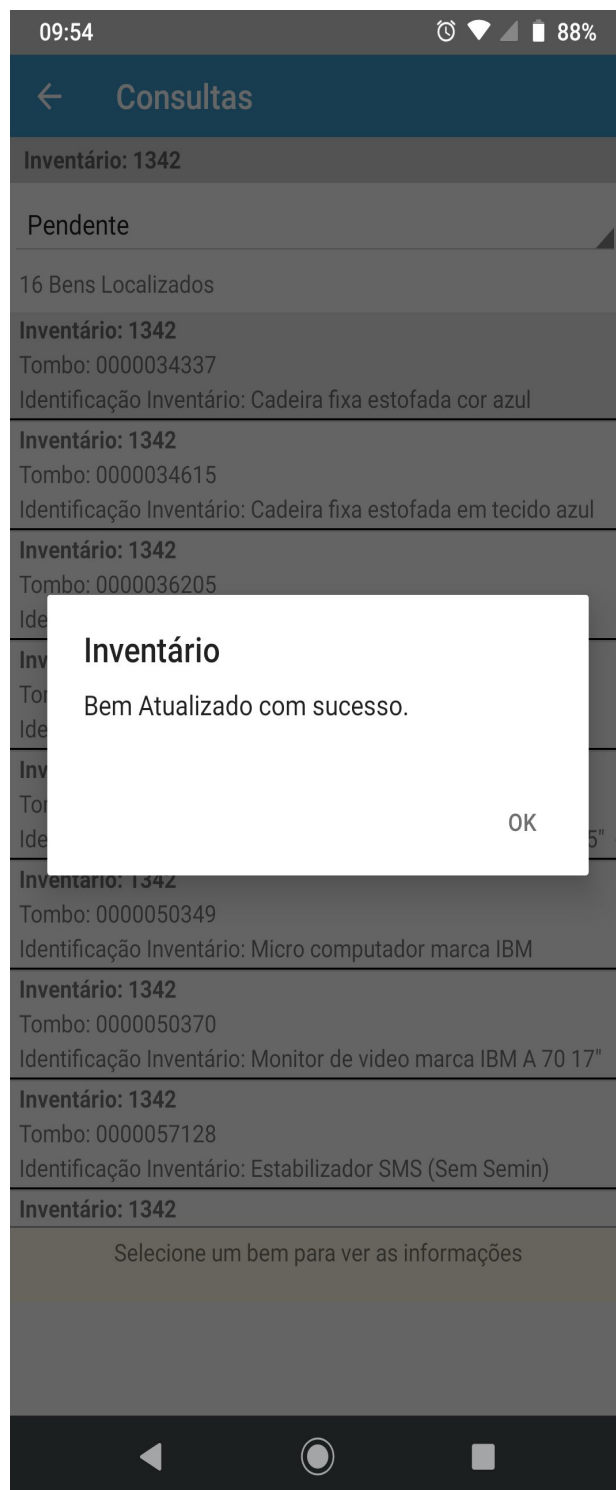 09:54
88%
Consultas
Inventário: 1342
Pendente
16 Bens Localizados
Inventário: 1342
Tombo: 0000034337
Identificação Inventário: Cadeira fixa estofada cor azul
Inventário: 1342
Tombo: 0000034615
Identificação Inventário: Cadeira fixa estofada em tecido azul
Inventário: 1342
Tombo: 0000036205
Inventário
Bem Atualizado com sucesso.
OK
5"
Inventário: 1342
Tombo: 0000050349
Identificação Inventário: Micro computador marca IBM
Inventário: 1342
Tombo: 0000050370
Identificação Inventário: Monitor de video marca IBM A 70 17"
Inventário: 1342
Tombo: 0000057128
Identificação Inventário: Estabilizador SMS (Sem Semin)
Inventário: 1342
Selecione um bem para ver as informações